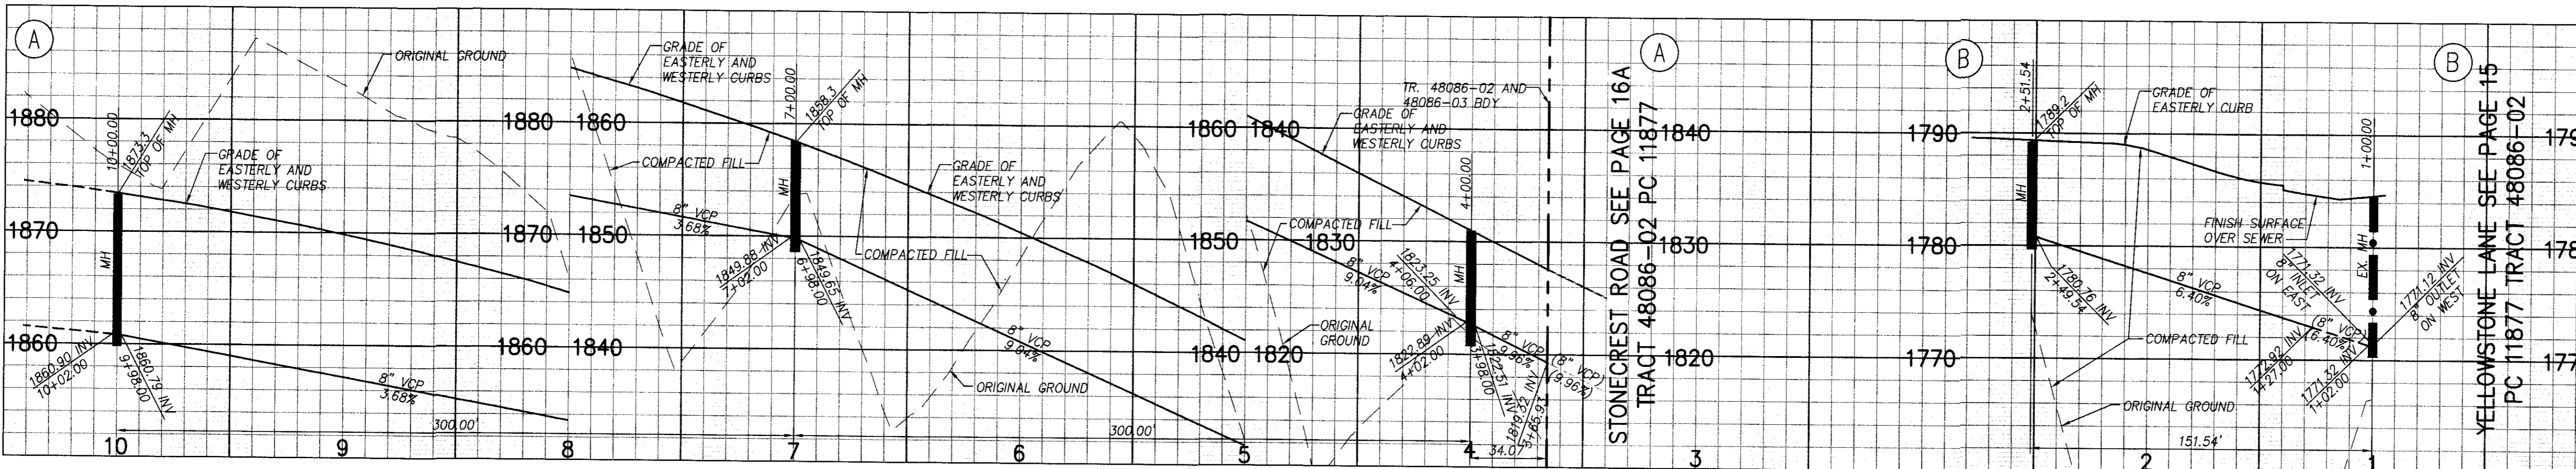 A
ORIGINAL GROUND
1880
10+00.00
1873.3
TOP OF MH
GRADE OF
EASTERLY AND
WESTERLY CURBS
1870
MH
1860
1860.90 INV
10+02.00
1860.79 INV
9+98.00
8" VCP
3.68%
300.00'
10
9
8
GRADE OF
EASTERLY AND
WESTERLY CURBS
7+00.00
1858.3
TOP OF MH
1880
1860
COMPACTED FILL
MH
8" VCP
3.68%
1870
1850
1849.88 INV
7+02.00
1849.65 INV
6+98.00
GRADE OF
EASTERLY AND
WESTERLY CURBS
COMPACTED FILL
1860
1840
8" VCP
9.04%
ORIGINAL GROUND
300.00'
7
6
5
TR. 48086-02 AND
48086-03 BDY
1860
1840
GRADE OF
EASTERLY AND
WESTERLY CURBS
4+00.00
COMPACTED FILL
1850
1830
8" VCP
9.04%
1823.25 INV
4+06.00
MH
ORIGINAL
GROUND
1840
1820
1822.89 INV
4+02.00
1822.51 INV
3+98.00
8" VCP
9.96%
(8" VCP)
(9.96%)
1819.32 INV
3+65.93
34.07'
4
STONECREST ROAD SEE PAGE 16A
TRACT 48086-02 PC 11877
A
1840
1830
1820
3
B
2+51.54
1789.2
TOP OF MH
GRADE OF
EASTERLY CURB
1790
MH
1+00.00
FINISH SURFACE
OVER SEWER
1780
1780.76 INV
2+49.54
8" VCP
6.40%
1771.32 INV
8" INLET
ON EAST
EX. MH
1771.12 INV
8" OUTLET
ON WEST
COMPACTED FILL
(8" VCP)
(6.40%)
1770
1772.92 INV
1+27.00
1771.32 INV
1+02.00
ORIGINAL GROUND
151.54'
2
1
B
YELLOWSTONE LANE SEE PAGE 15
PC 11877 TRACT 48086-02